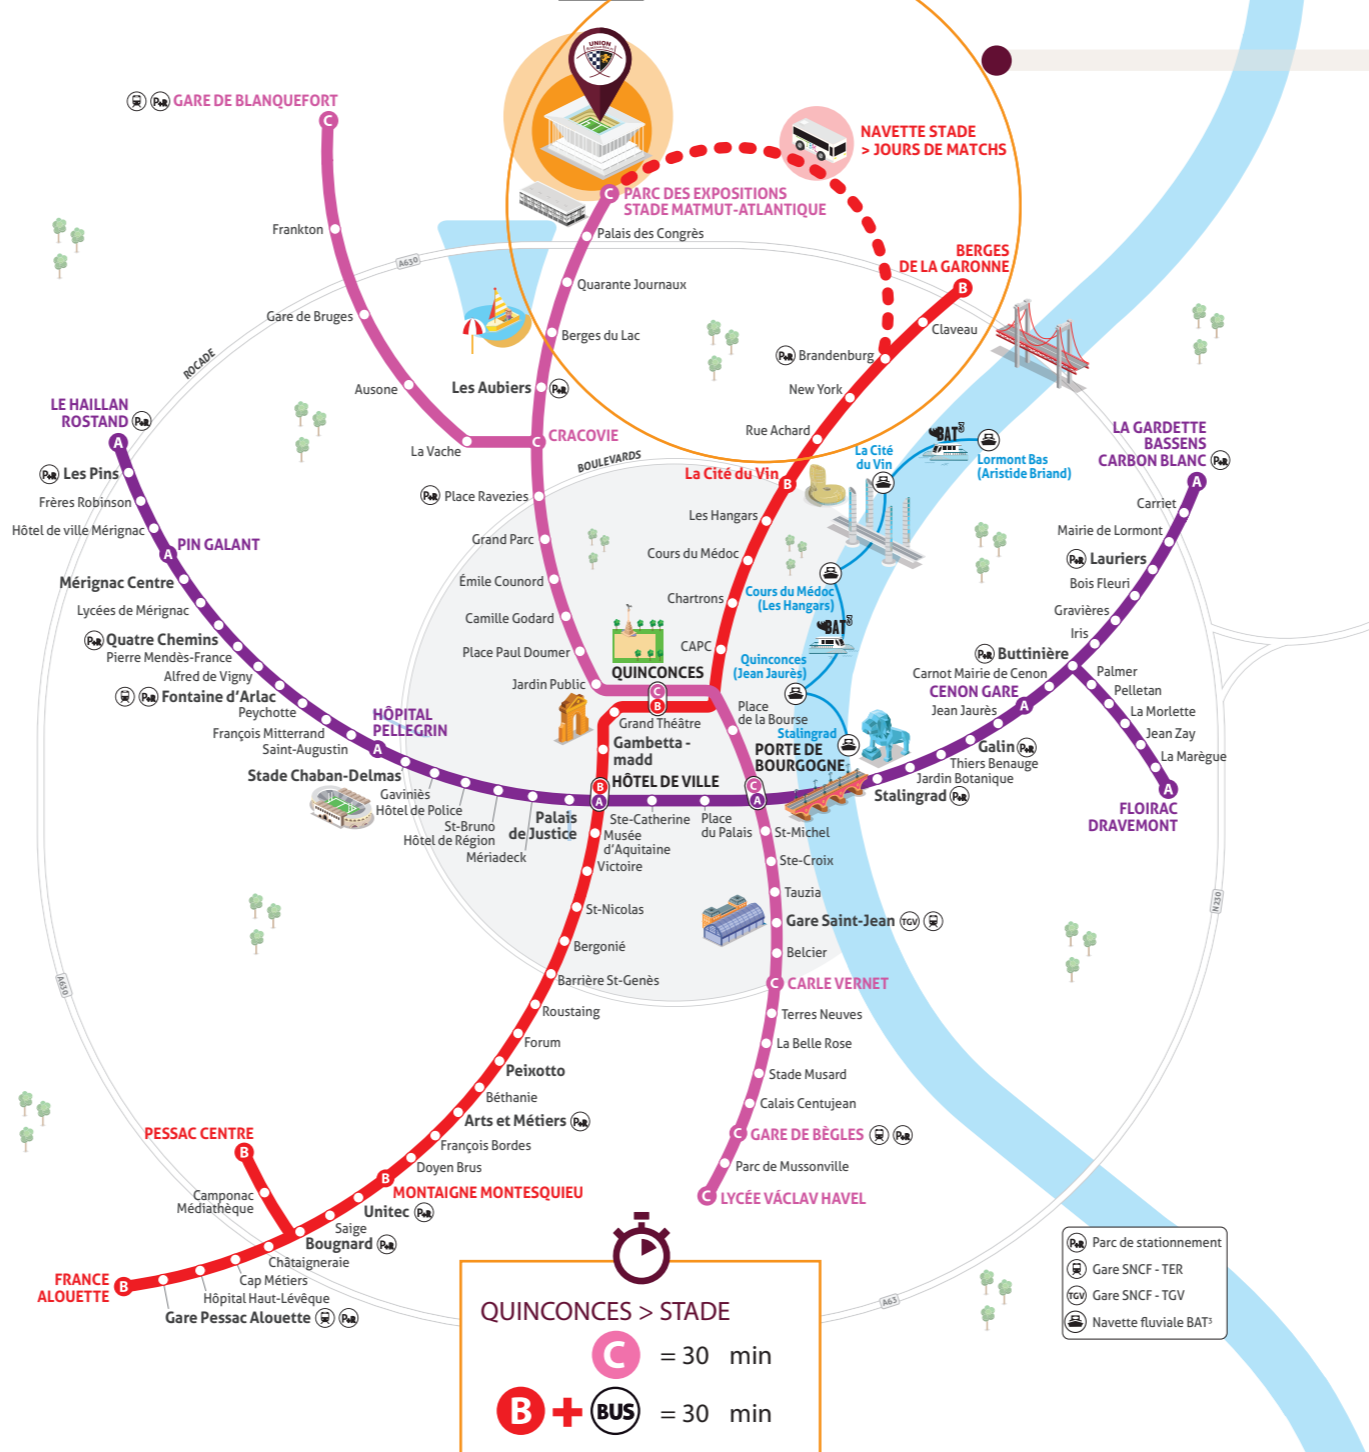 UNION
GARE DE BLANQUEFORT
C
NAVETTE STADE
> JOURS DE MATCHS
C
PARC DES EXPOSITIONS
STADE MATMUT-ATLANTIQUE
Frankton
Palais des Congrès
A630
BERGES
DE LA GARONNE
B
Quarante Journaux
Gare de Bruges
Claveau
Berges du Lac
ROCADE
P+R Brandenburg
Ausone
Les Aubiers P+R
New York
LE HAILLAN
ROSTAND P+R
A
Rue Achard
C CRACOVIE
La Vache
BOULEVARDS
BAT3
La Cité
du Vin
Lormont Bas
(Aristide Briand)
LA GARDETTE
BASSENS
CARBON BLANC P+R
A
P+R Les Pins
La Cité du Vin
B
P+R Place Ravezies
Frères Robinson
Carriet
Les Hangars
Hôtel de ville Mérignac
Mairie de Lormont
A PIN GALANT
Grand Parc
Cours du Médoc
P+R Lauriers
Mérignac Centre
Émile Counord
Bois Fleuri
Cours du Médoc
(Les Hangars)
Lycées de Mérignac
Chartrons
Gravières
Camille Godard
BAT3
Iris
P+R Quatre Chemins
CAPC
Place Paul Doumer
P+R Buttinière
Pierre Mendès-France
Quinconces
(Jean Jaurès)
QUINCONCES
C
B
Alfred de Vigny
Carnot Mairie de Cenon
Palmer
Jardin Public
P+R Fontaine d'Arlac
CENON GARE
A
Pelletan
Peychotte
Place
de la Bourse
Jean Jaurès
La Morlette
HÔPITAL
PELLEGRIN
A
Grand Théâtre
François Mitterrand
Stalingrad
Jean Zay
Saint-Augustin
Gambetta -
madd
PORTE DE
BOURGOGNE
Galin P+R
La Marègue
Thiers Benauge
Stade Chaban-Delmas
HÔTEL DE VILLE
B
A
C
A
Jardin Botanique
A
Gaviniès
Stalingrad P+R
FLOIRAC
DRAVEMONT
Hôtel de Police
Palais
de Justice
Ste-Catherine
Place
du Palais
St-Bruno
St-Michel
Hôtel de Région
Musée
d'Aquitaine
Mériadeck
Victoire
Ste-Croix
Tauzia
St-Nicolas
N230
Gare Saint-Jean TGV
Bergonié
Belcier
Barrière St-Genès
C CARLE VERNET
A630
Roustaing
Terres Neuves
Forum
La Belle Rose
Peixotto
Stade Musard
Béthanie
Calais Centujean
Arts et Métiers P+R
PESSAC CENTRE
B
C GARE DE BÈGLES P+R
François Bordes
Doyen Brus
Parc de Mussonville
B
MONTAIGNE MONTESQUIEU
Camponac
Médiathèque
C LYCÉE VÁCLAV HAVEL
Unitec P+R
Saige
Bougnard P+R
Châtaigneraie
FRANCE
ALOUETTE
B
Cap Métiers
Hôpital Haut-Lévêque
Gare Pessac Alouette P+R
A63
P+R Parc de stationnement
Gare SNCF - TER
TGV Gare SNCF - TGV
Navette fluviale BAT³
QUINCONCES > STADE
C = 30 min
B + BUS = 30 min